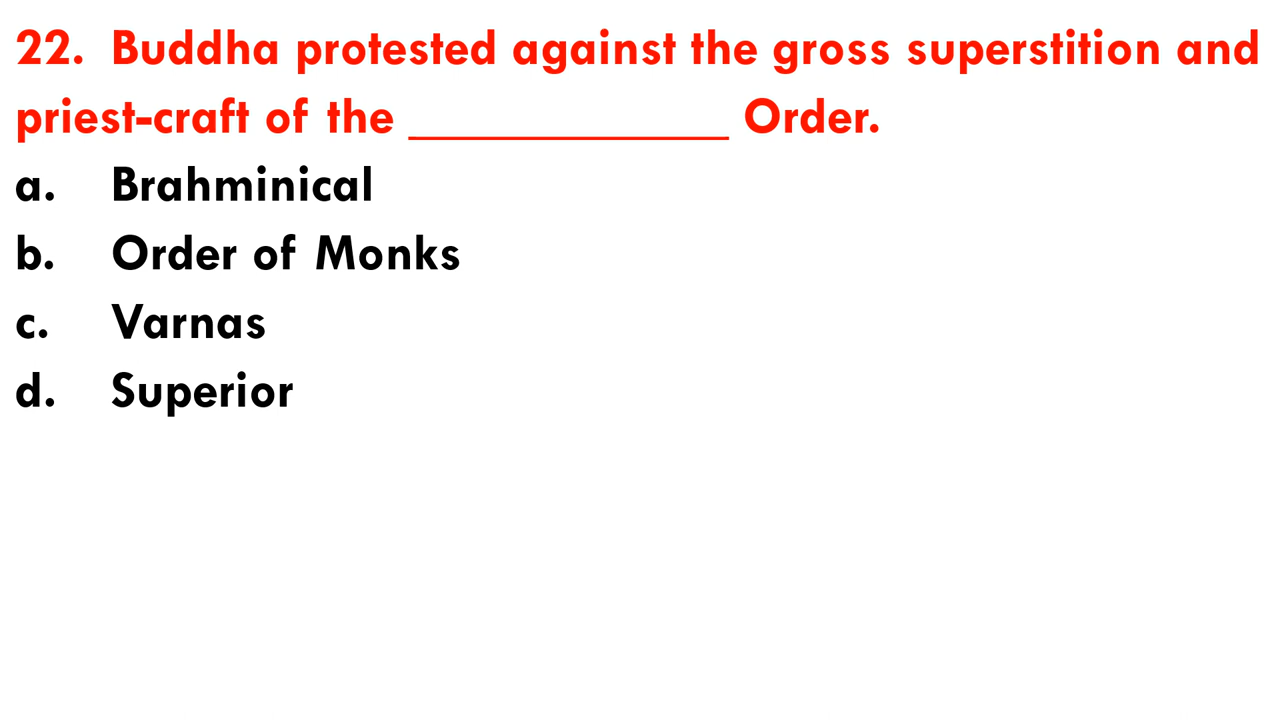 22. Buddha protested against the gross superstition and
priest-craft of the _____________ Order.
a. Brahminical
b. Order of Monks
c. Varnas
d. Superior